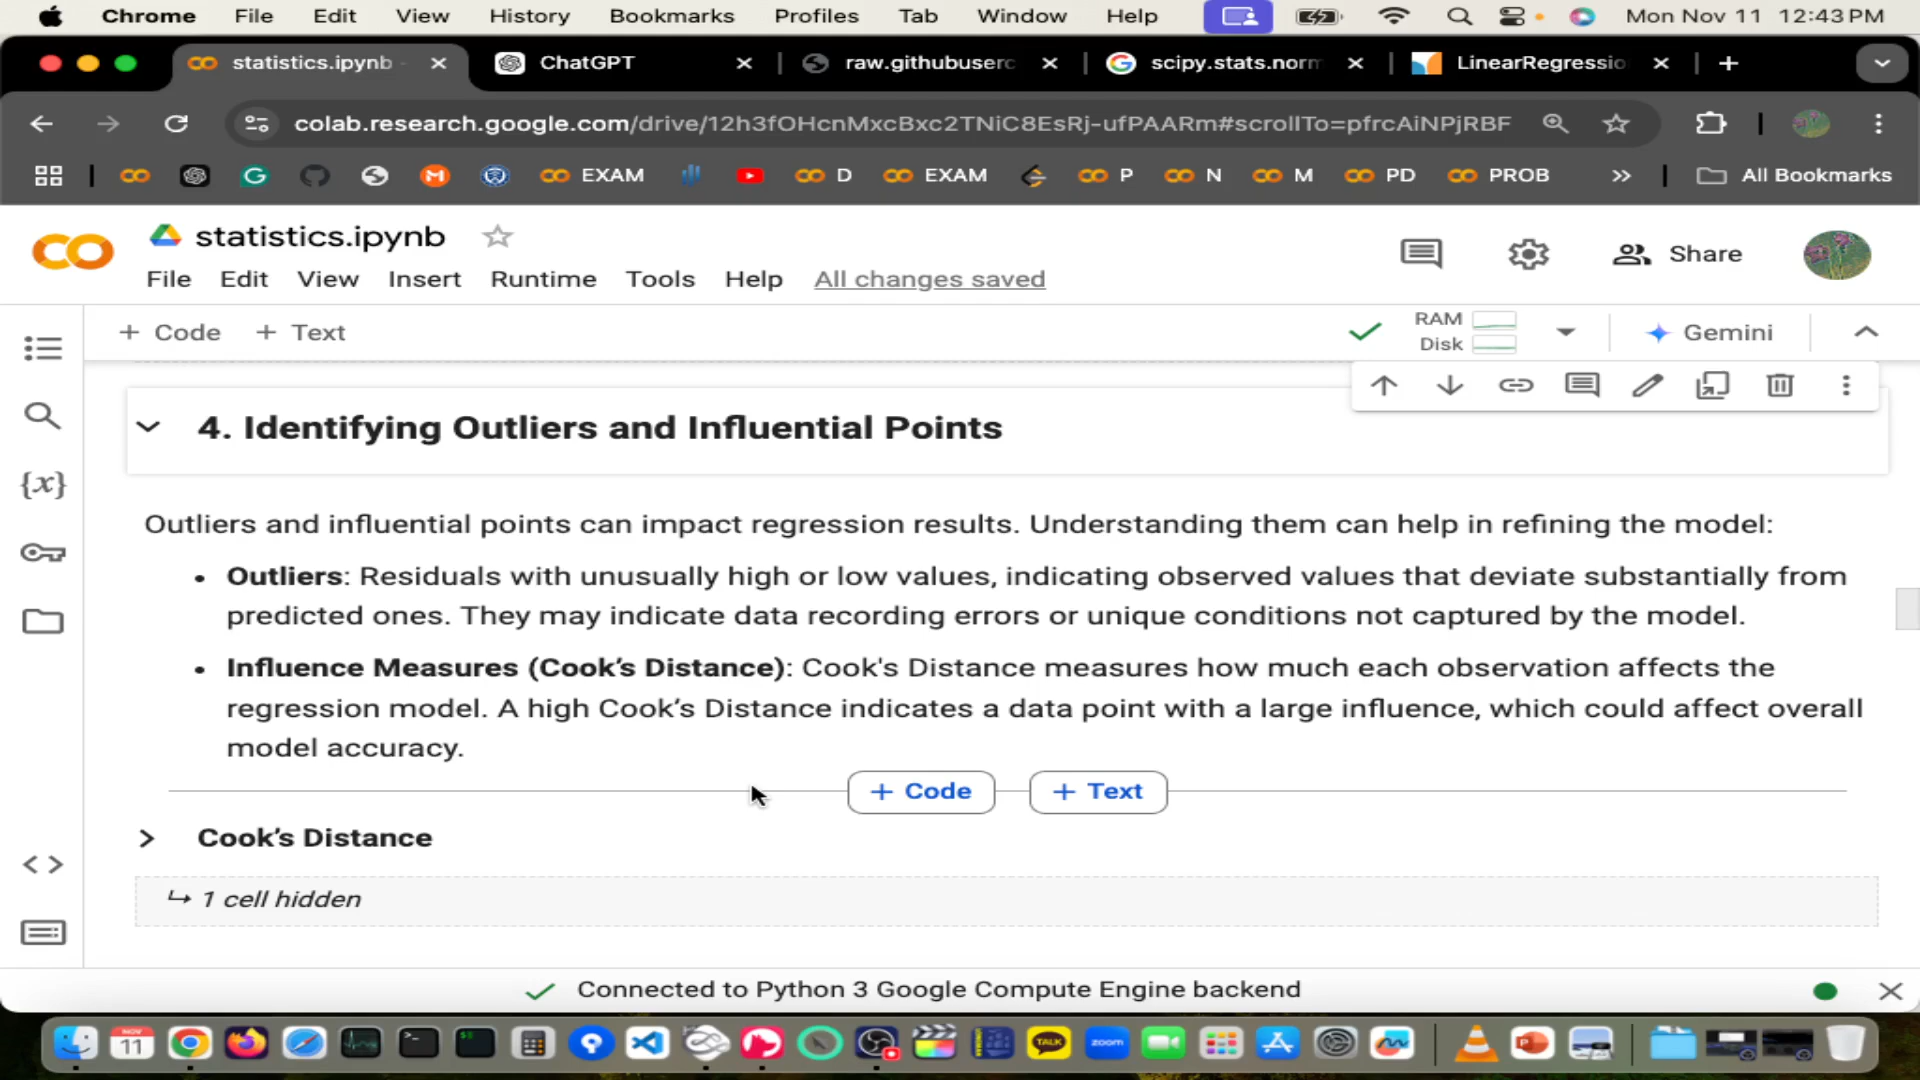 Chrome File Edit View History Bookmarks Profiles Tab Window Help Mon Nov 11 12:43 PM
statistics.ipynb - ChatGPT raw.githubuserc scipy.stats.norm LinearRegressio
colab.research.google.com/drive/12h3fOHcnMxcBxc2TNiC8EsRj-ufPAARm#scrollTo=pfrcAiNPjRBF
EXAM D EXAM P N M PD PROB » All Bookmarks
statistics.ipynb
File Edit View Insert Runtime Tools Help All changes saved Share
+ Code + Text RAM Disk Gemini
4. Identifying Outliers and Influential Points
Outliers and influential points can impact regression results. Understanding them can help in refining the model:
• Outliers: Residuals with unusually high or low values, indicating observed values that deviate substantially from
predicted ones. They may indicate data recording errors or unique conditions not captured by the model.
• Influence Measures (Cook’s Distance): Cook's Distance measures how much each observation affects the
regression model. A high Cook’s Distance indicates a data point with a large influence, which could affect overall
model accuracy.
+ Code + Text
Cook’s Distance
1 cell hidden
Connected to Python 3 Google Compute Engine backend
NOV
11
TALK
zoom